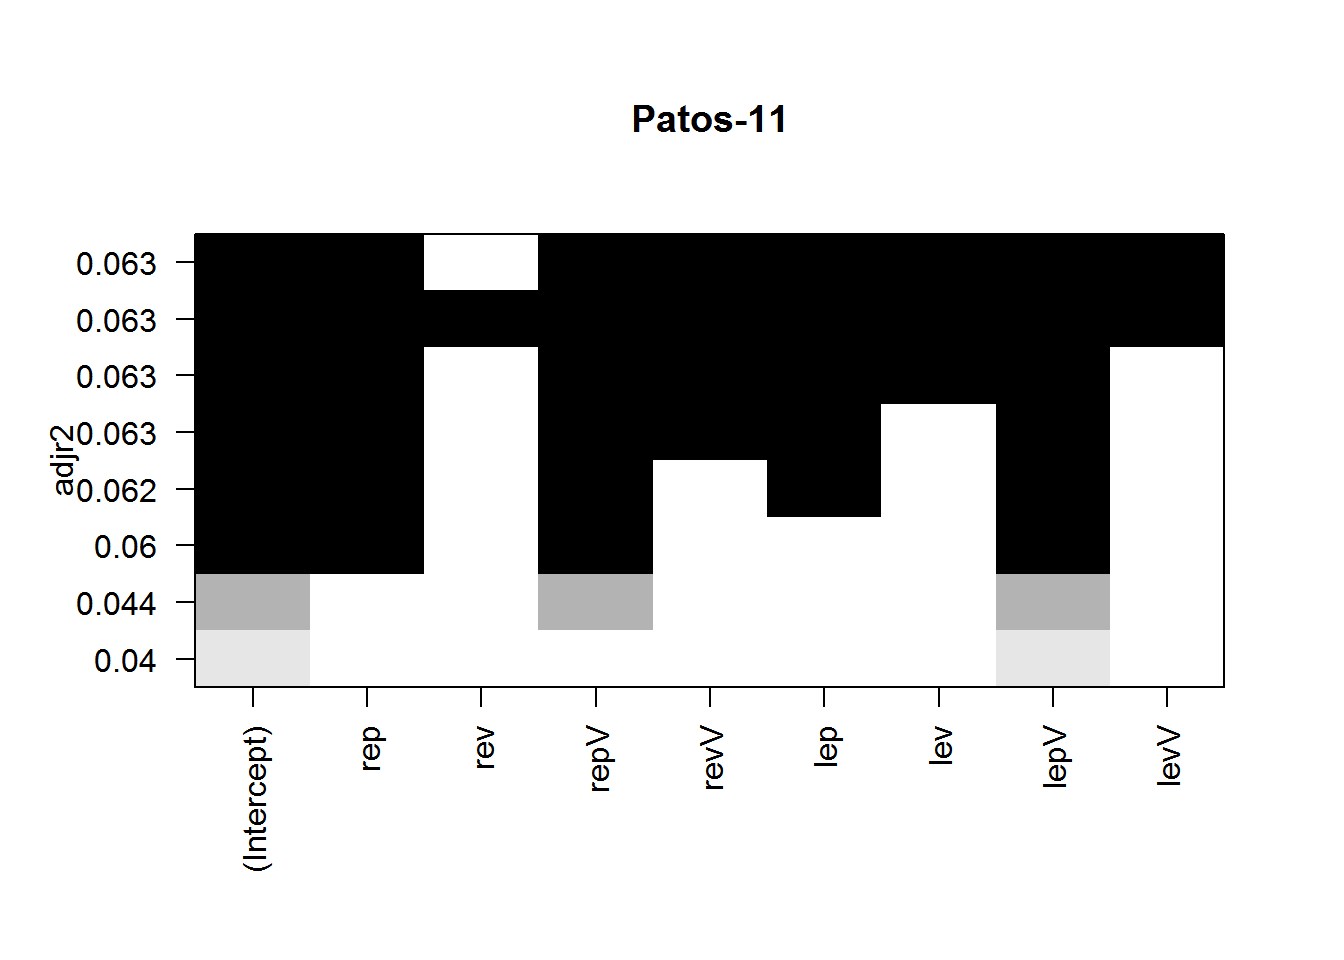 Patos-11
adjr2
0.063
0.063
0.063
0.063
0.062
0.06
0.044
0.04
(Intercept)
rep
rev
repV
revV
lep
lev
lepV
levV